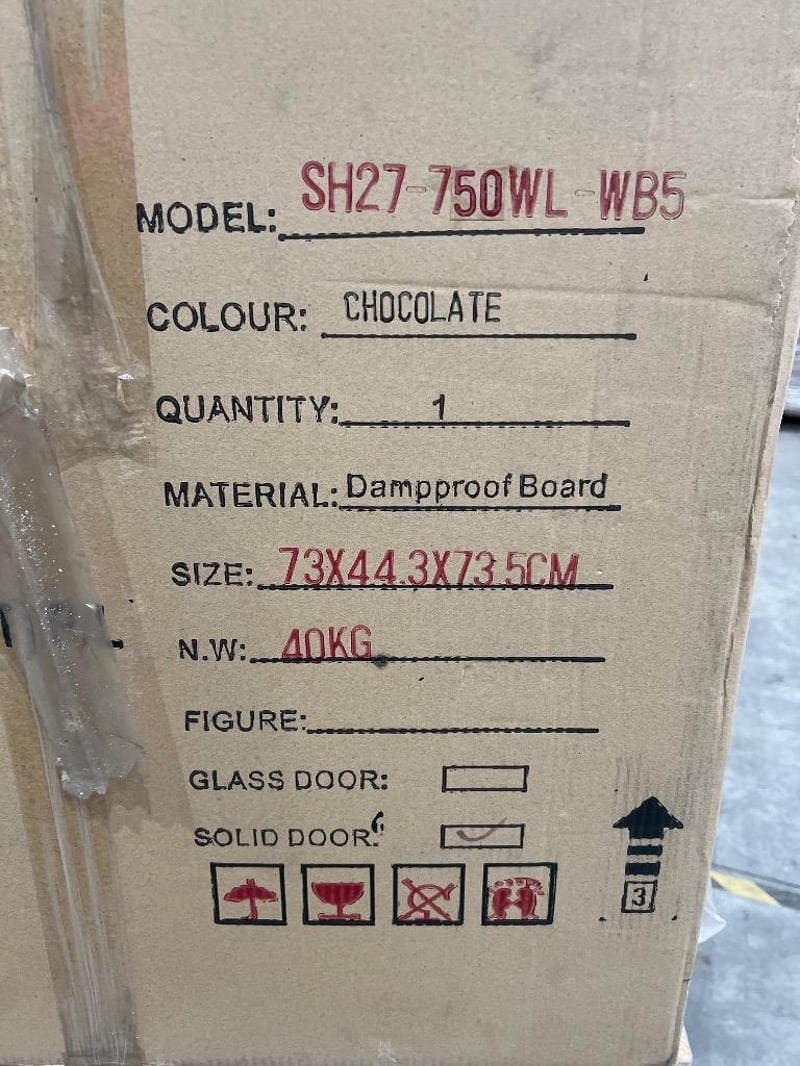 MODEL: SH27-750WL-WB5
COLOUR: CHOCOLATE
QUANTITY: 1
MATERIAL: Dampproof Board
SIZE: 73X44.3X73.5CM
N.W: 40KG
FIGURE:
GLASS DOOR:
SOLID DOOR:
3